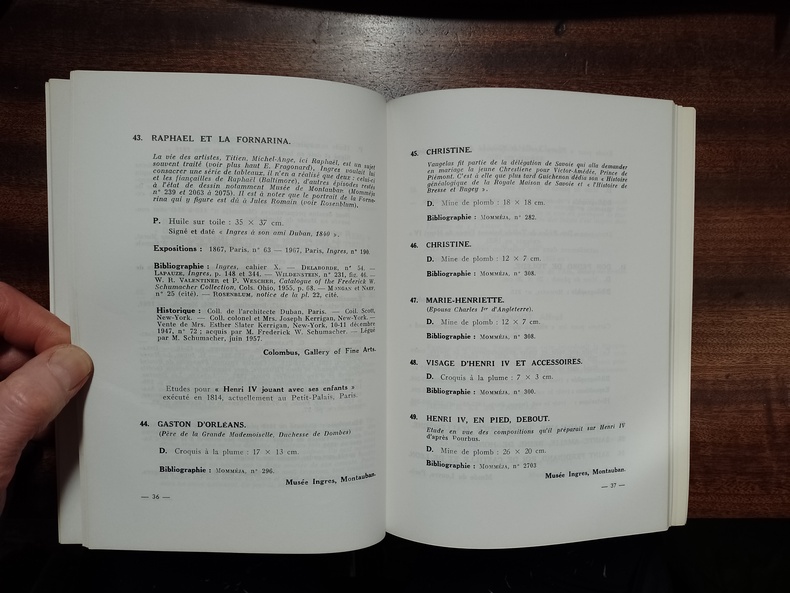 43. RAPHAEL ET LA FORNARINA.
La vie des artistes, Titien, Michel-Ange, ici Raphaël, est un sujet
souvent traité (voir plus haut E. Fragonard). Ingres voulait lui
consacrer une série de tableaux, il n'en a réalisé que deux : celui-ci
et les fiançailles de Raphaël (Baltimore), d'autres épisodes restés
à l'état de dessin notamment Musée de Montauban. (Momméja
n° 239 et 2063 à 2075). Il est à noter que le portrait de la Forna-
rina qui y figure est dû à Jules Romain (voir Rosenblum).
P. Huile sur toile : 35 × 37 cm.
Signé et daté « Ingres à son ami Duban, 1840 ».
Expositions : 1867, Paris, n° 63 — 1967, Paris, Ingres, n° 196.
Bibliographie : Ingres, cahier X. — DELABORDE, n° 34. —
LAPAUZE, Ingres, p. 148 et 344. — WILDENSTEIN, n° 231, fig. 46. —
W. R. VALENTINER et P. WESCHER, Catalogue of the Frederick W.
Schumacher Collection, Cols. Ohio, 1955, p. 68. — MONGAN et NAEF,
n° 25 (cité). — ROSENBLUM, notice de la pl. 22, cité.
Historique : Coll. de l'architecte Duban, Paris. — Coll. Scott,
New-York. — Coll. colonel et Mrs. Joseph Kerrigan, New-York. —
Vente de Mrs. Esther Slater Kerrigan, New-York, 10-11 décembre
1947, n° 72 ; acquis par M. Frederick W. Schumacher. — Légué
par M. Schumacher, juin 1957.
Colombus, Gallery of Fine Arts.
Etudes pour « Henri IV jouant avec ses enfants »
exécuté en 1814, actuellement au Petit-Palais, Paris.
44. GASTON D'ORLÉANS.
(Père de la Grande Mademoiselle, Duchesse de Dombes)
D. Croquis à la plume : 17 × 13 cm.
Bibliographie : MOMMÉJA, n° 296.
Musée Ingres, Montauban.
— 36 —
45. CHRISTINE.
Vaugelas fit partie de la délégation de Savoie qui alla demander
en mariage la jeune Chrestienne pour Victor-Amédée, Prince de
Piémont. C'est à elle que plus tard Guichenon dédia son « Histoire
généalogique de la Royale Maison de Savoie et « l'Histoire de
Bresse et Bugey ».
D. Mine de plomb : 18 × 18 cm.
Bibliographie : MOMMÉJA, n° 282.
46. CHRISTINE.
D. Mine de plomb : 12 × 7 cm.
Bibliographie : MOMMÉJA, n° 308.
47. MARIE-HENRIETTE.
(Epousa Charles Ier d'Angleterre).
D. Mine de plomb : 12 × 7 cm.
Bibliographie : MOMMÉJA, n° 308.
48. VISAGE D'HENRI IV ET ACCESSOIRES.
D. Croquis à la plume : 7 × 3 cm.
Bibliographie : MOMMÉJA, n° 300.
49. HENRI IV, EN PIED, DEBOUT.
Etude en vue des compositions qu'il préparait sur Henri IV
d'après Pourbus.
D. Mine de plomb : 26 × 20 cm.
Bibliographie : MOMMÉJA, n° 2703
Musée Ingres, Montauban.
— 37 —